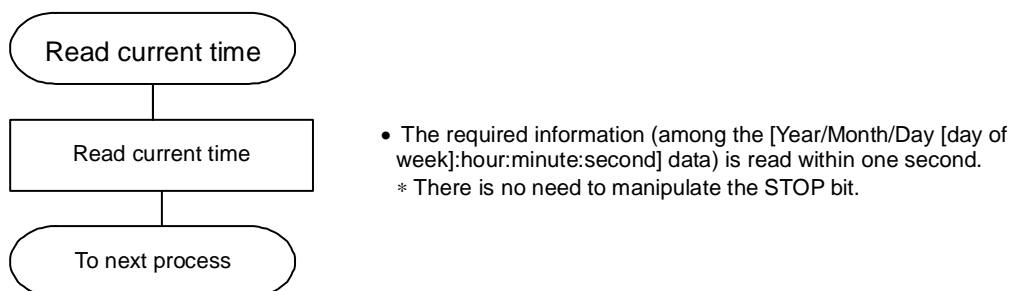 Read current time
Read current time
• The required information (among the [Year/Month/Day [day of
week]:hour:minute:second] data) is read within one second.
∗ There is no need to manipulate the STOP bit.
To next process